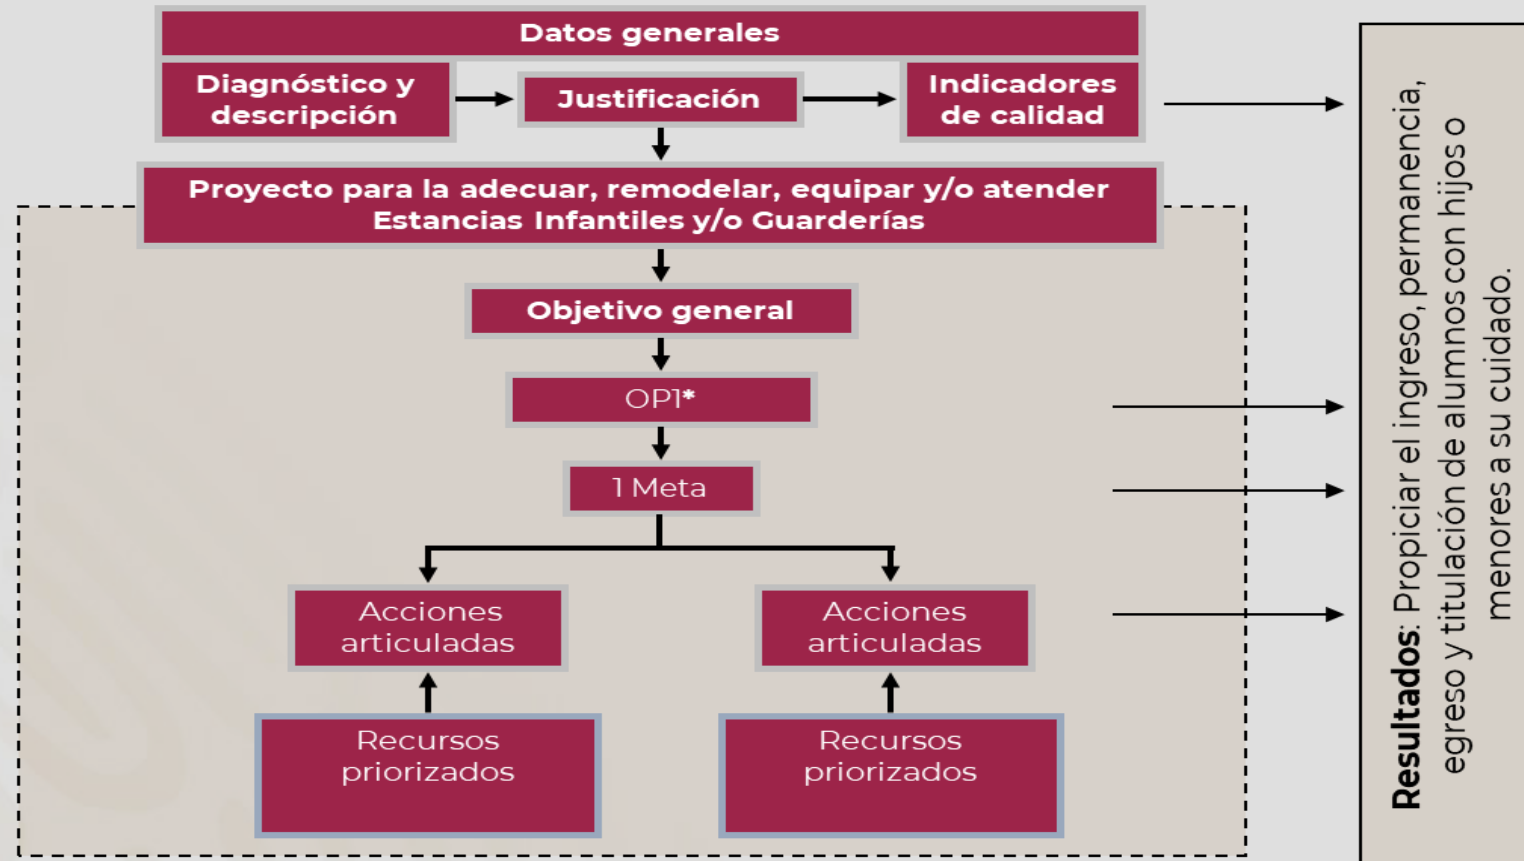 Datos generales
Diagnóstico y
descripción
Justificación
Indicadores
de calidad
Proyecto para la adecuar, remodelar, equipar y/o atender
Estancias Infantiles y/o Guarderías
Objetivo general
OP1*
1 Meta
Acciones
articuladas
Acciones
articuladas
Recursos
priorizados
Recursos
priorizados
Resultados: Propiciar el ingreso, permanencia,
egreso y titulación de alumnos con hijos o
menores a su cuidado.